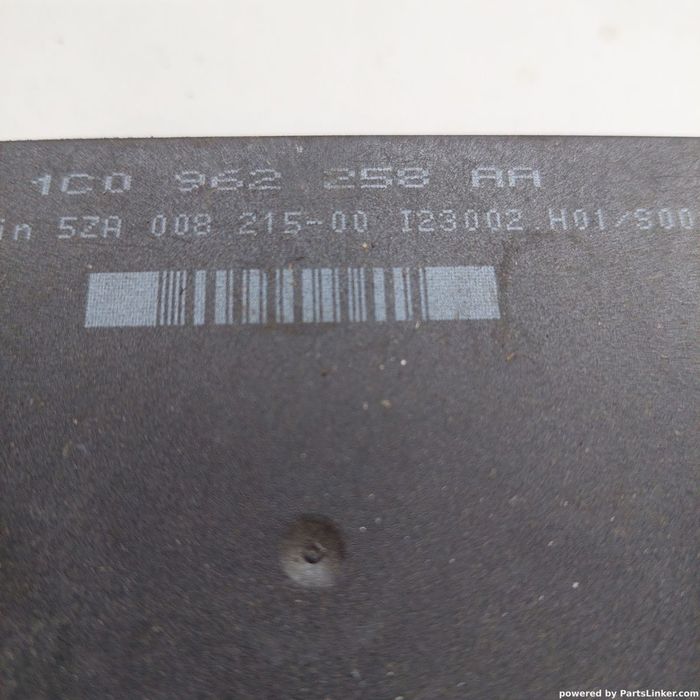 1C0 962 258 AA
in 5ZA 008 215-00 I23002 H01/S00
powered by PartsLinker.com